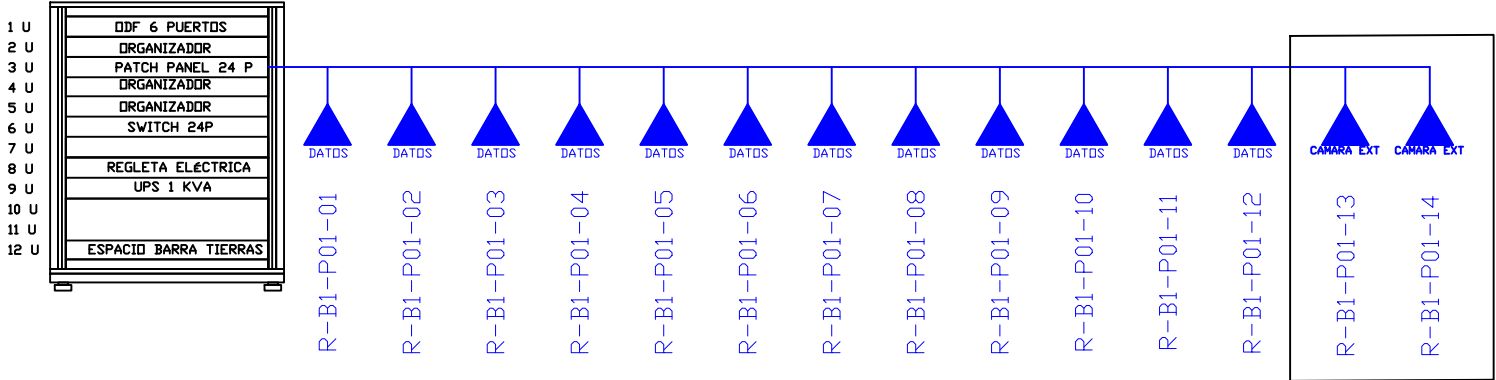 1 U ODF 6 PUERTOS
2 U ORGANIZADOR
3 U PATCH PANEL 24 P
4 U ORGANIZADOR
5 U ORGANIZADOR
6 U SWITCH 24P
7 U
8 U REGLETA ELéCTRICA
9 U UPS 1 KVA
10 U
11 U
12 U ESPACIO BARRA TIERRAS
DATOS DATOS DATOS DATOS DATOS DATOS DATOS DATOS DATOS DATOS DATOS DATOS CAMARA EXT CAMARA EXT
R-B1-P01-01
R-B1-P01-02
R-B1-P01-03
R-B1-P01-04
R-B1-P01-05
R-B1-P01-06
R-B1-P01-07
R-B1-P01-08
R-B1-P01-09
R-B1-P01-10
R-B1-P01-11
R-B1-P01-12
R-B1-P01-13
R-B1-P01-14